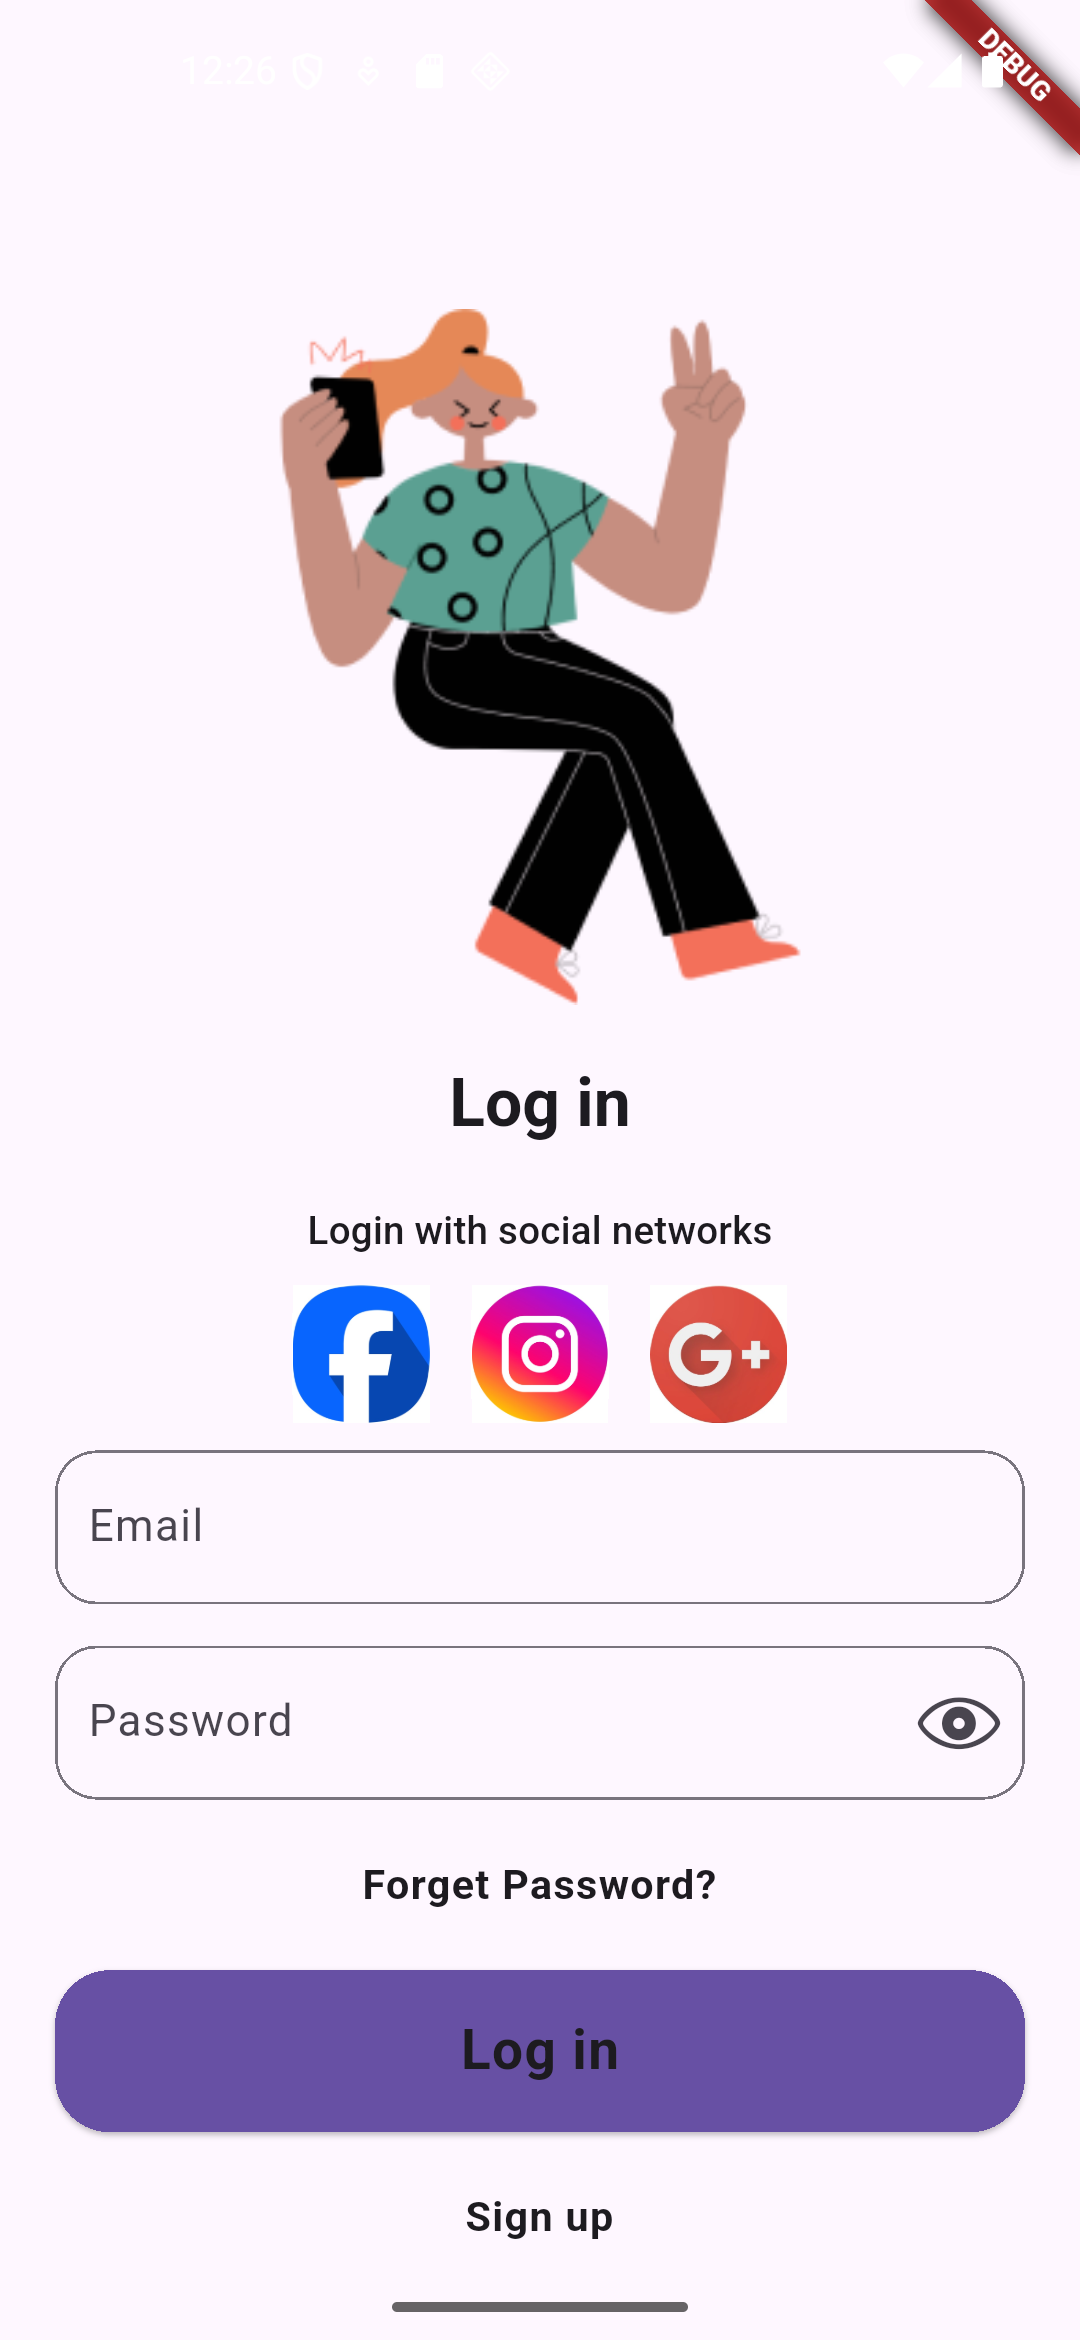 12:26
DEBUG
Log in
Login with social networks
f
G+
Email
Password
Forget Password?
Log in
Sign up